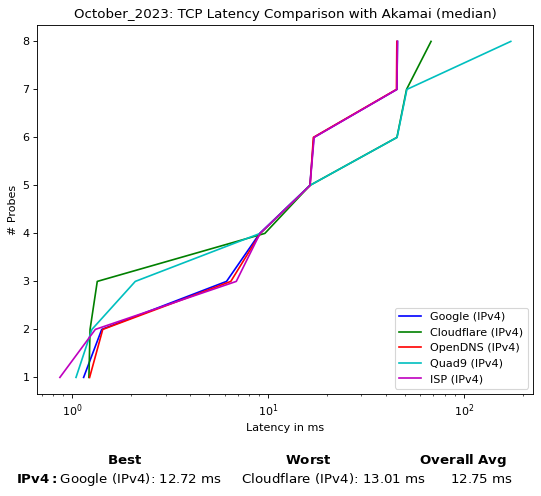 October_2023: TCP Latency Comparison with Akamai (median)
8
7
6
5
4
3
2
1
# Probes
Google (IPv4)
Cloudflare (IPv4)
OpenDNS (IPv4)
Quad9 (IPv4)
ISP (IPv4)
10⁰ 10¹ 10²
Latency in ms
Best Worst Overall Avg
IPv4: Google (IPv4): 12.72 ms Cloudflare (IPv4): 13.01 ms 12.75 ms